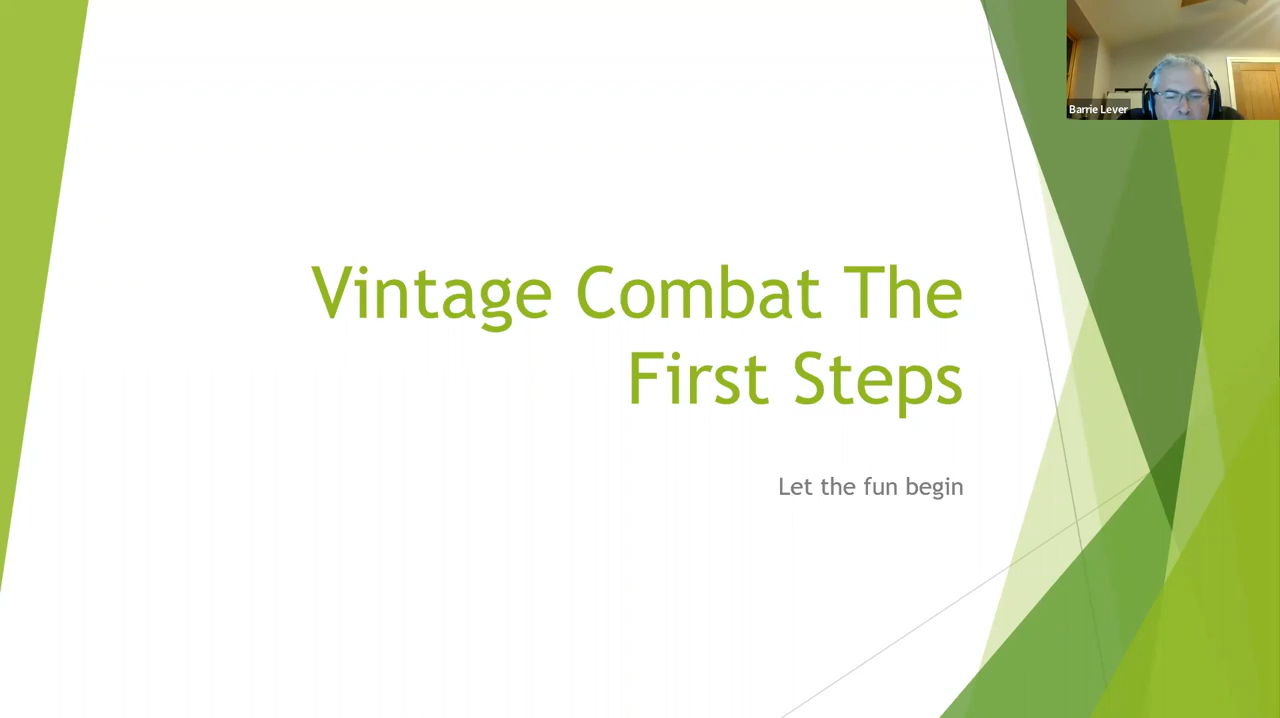 Barrie Lever
Vintage Combat The
First Steps
Let the fun begin